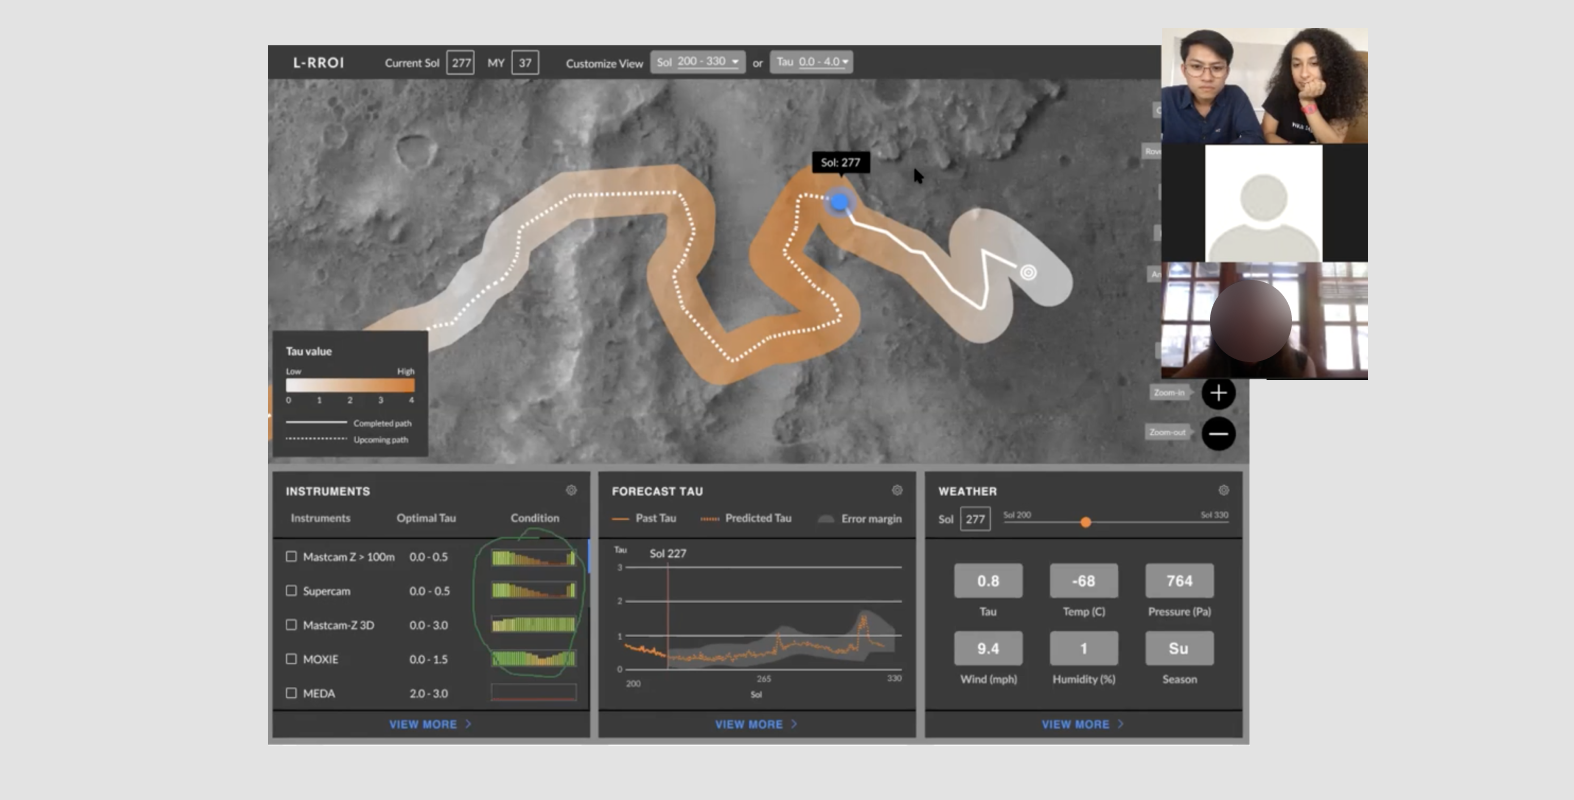 L-RROI Current Sol 277 MY 37 Customize View Sol 200 - 330 or Tau 0.0 - 4.0
Sol: 277
Tau value
Low High
0 1 2 3 4
Completed path
Upcoming path
Zoom-in
Zoom-out
INSTRUMENTS
Instruments Optimal Tau Condition
Mastcam Z > 100m 0.0 - 0.5
Supercam 0.0 - 0.5
Mastcam-Z 3D 0.0 - 3.0
MOXIE 0.0 - 1.5
MEDA 2.0 - 3.0
VIEW MORE
FORECAST TAU
Past Tau Predicted Tau Error margin
Tau Sol 227
3
2
1
0
200 265 330
Sol
VIEW MORE
WEATHER
Sol 277 Sol 200 Sol 330
0.8 -68 764
Tau Temp (C) Pressure (Pa)
9.4 1 Su
Wind (mph) Humidity (%) Season
VIEW MORE